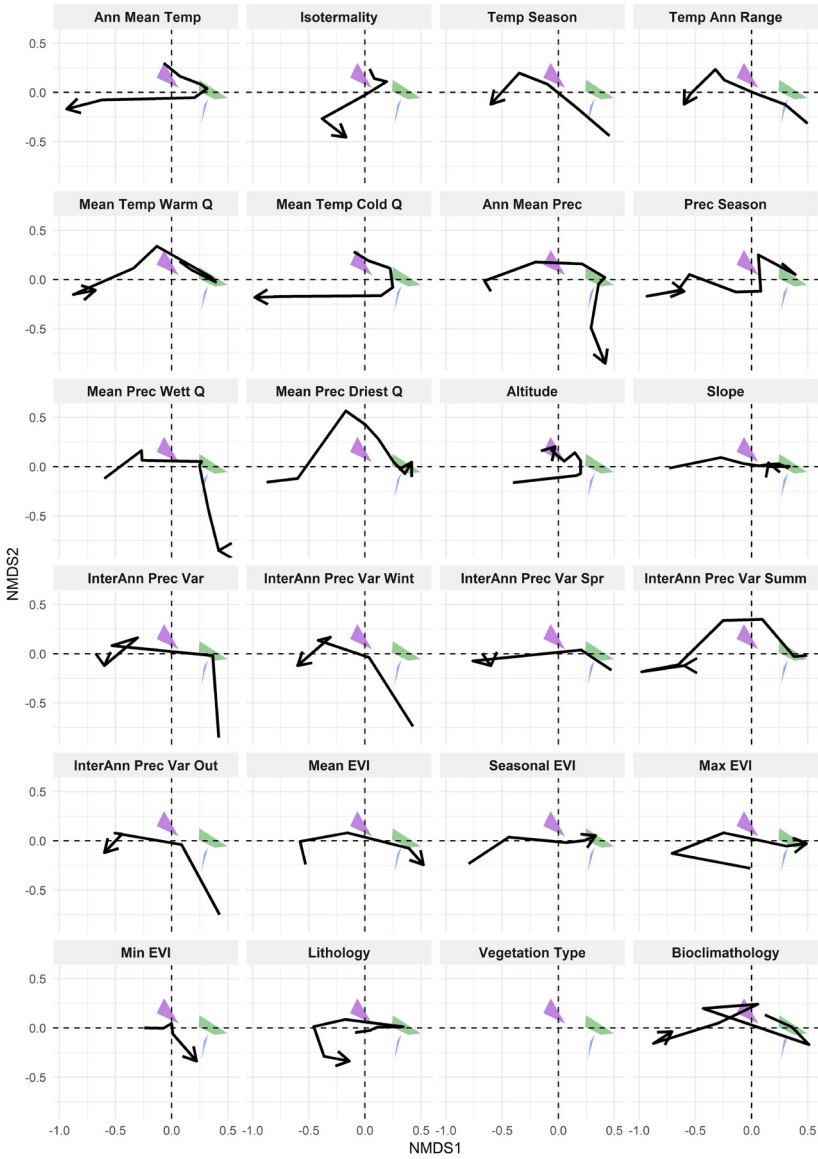 Ann Mean Temp Isotermality Temp Season Temp Ann Range
0.5
0.0
-0.5
Mean Temp Warm Q Mean Temp Cold Q Ann Mean Prec Prec Season
0.5
0.0
-0.5
Mean Prec Wett Q Mean Prec Driest Q Altitude Slope
0.5
0.0
-0.5
NMDS2
InterAnn Prec Var InterAnn Prec Var Wint InterAnn Prec Var Spr InterAnn Prec Var Summ
0.5
0.0
-0.5
InterAnn Prec Var Out Mean EVI Seasonal EVI Max EVI
0.5
0.0
-0.5
Min EVI Lithology Vegetation Type Bioclimathology
0.5
0.0
-0.5
-1.0 -0.5 0.0 0.5 -1.0 -0.5 0.0 0.5 -1.0 -0.5 0.0 0.5 -1.0 -0.5 0.0 0.5
NMDS1